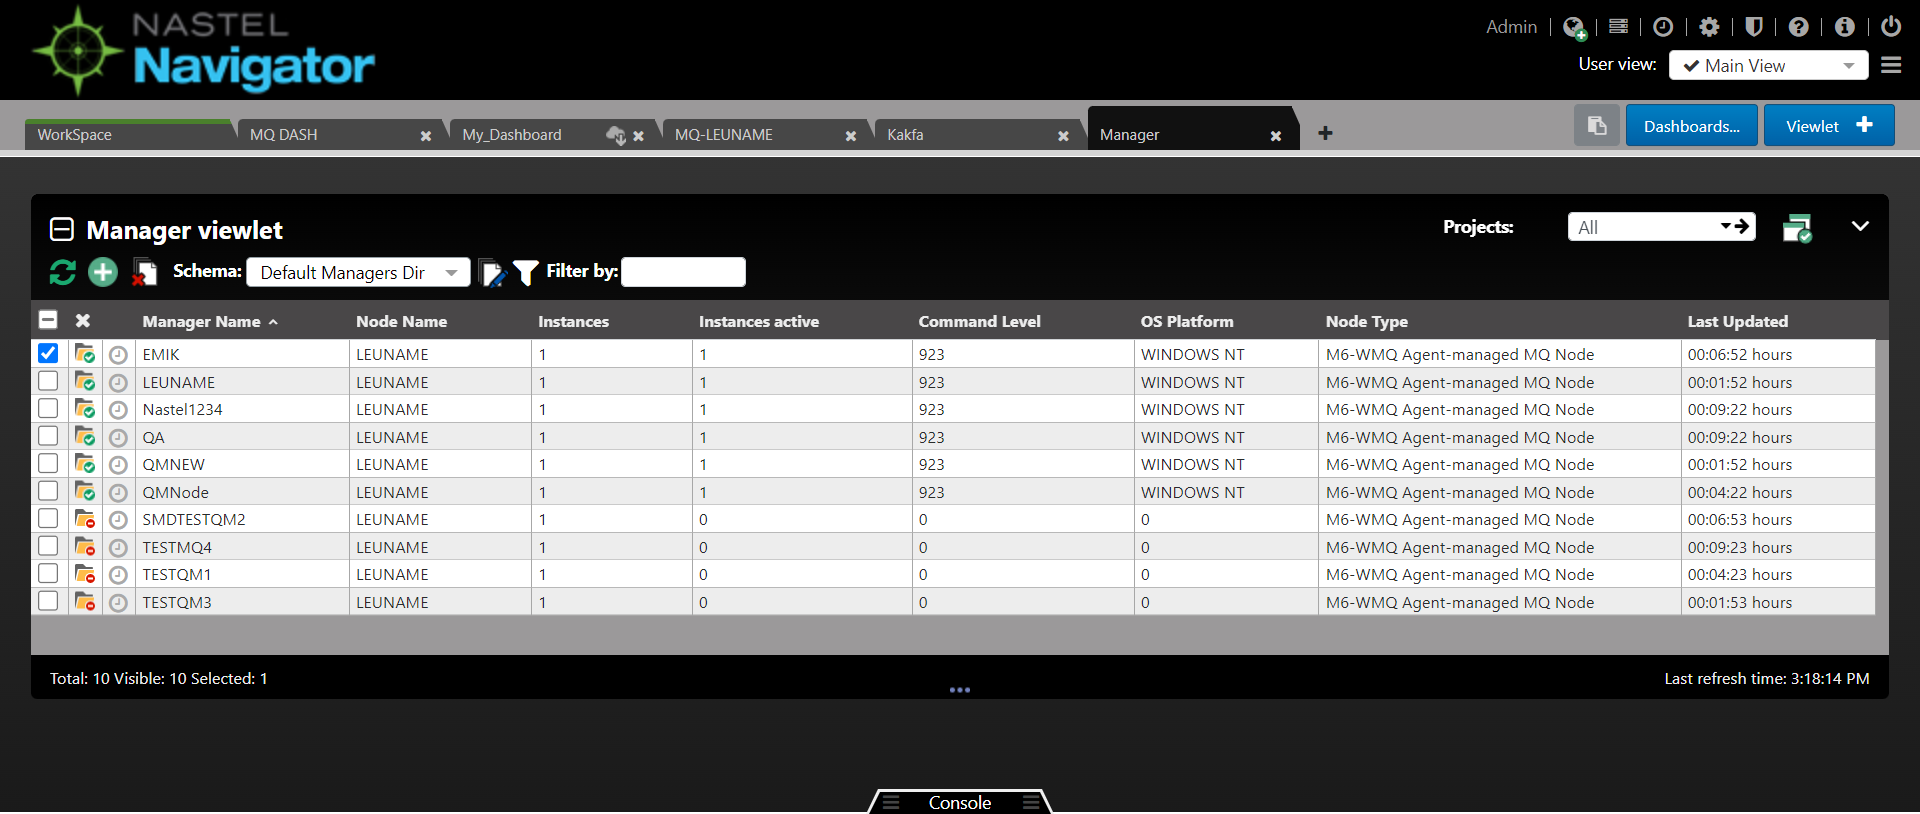 NASTEL
Navigator
Admin
User view: Main View
WorkSpace MQ DASH My_Dashboard MQ-LEUNAME Kakfa Manager Dashboards... Viewlet
Manager viewlet Projects: All
Schema: Default Managers Dir Filter by:
Manager Name Node Name Instances Instances active Command Level OS Platform Node Type Last Updated
EMIK LEUNAME 1 1 923 WINDOWS NT M6-WMQ Agent-managed MQ Node 00:06:52 hours
LEUNAME LEUNAME 1 1 923 WINDOWS NT M6-WMQ Agent-managed MQ Node 00:01:52 hours
Nastel1234 LEUNAME 1 1 923 WINDOWS NT M6-WMQ Agent-managed MQ Node 00:09:22 hours
QA LEUNAME 1 1 923 WINDOWS NT M6-WMQ Agent-managed MQ Node 00:09:22 hours
QMNEW LEUNAME 1 1 923 WINDOWS NT M6-WMQ Agent-managed MQ Node 00:01:52 hours
QMNode LEUNAME 1 1 923 WINDOWS NT M6-WMQ Agent-managed MQ Node 00:04:22 hours
SMDTESTQM2 LEUNAME 1 0 0 0 M6-WMQ Agent-managed MQ Node 00:06:53 hours
TESTMQ4 LEUNAME 1 0 0 0 M6-WMQ Agent-managed MQ Node 00:09:23 hours
TESTQM1 LEUNAME 1 0 0 0 M6-WMQ Agent-managed MQ Node 00:04:23 hours
TESTQM3 LEUNAME 1 0 0 0 M6-WMQ Agent-managed MQ Node 00:01:53 hours
Total: 10 Visible: 10 Selected: 1 Last refresh time: 3:18:14 PM
Console